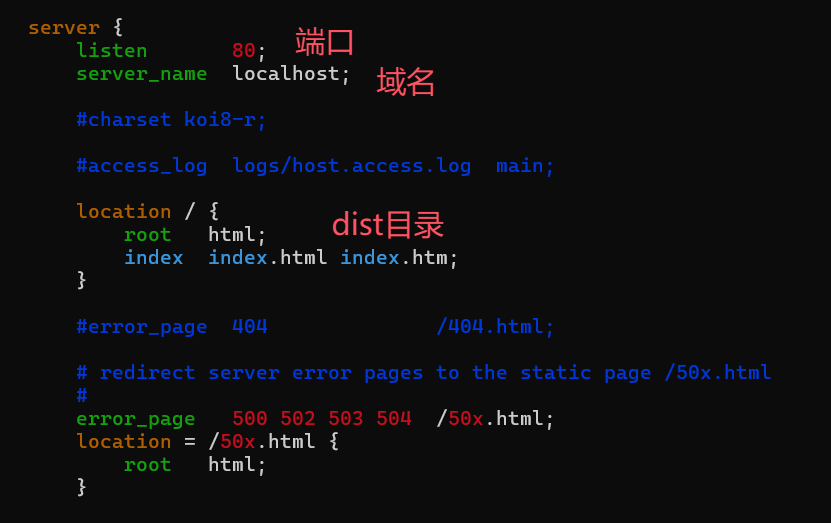 server {
listen 80; 端口
server_name localhost; 域名
#charset koi8-r;
#access_log logs/host.access.log main;
location / {
root html; dist目录
index index.html index.htm;
}
#error_page 404 /404.html;
# redirect server error pages to the static page /50x.html
#
error_page 500 502 503 504 /50x.html;
location = /50x.html {
root html;
}